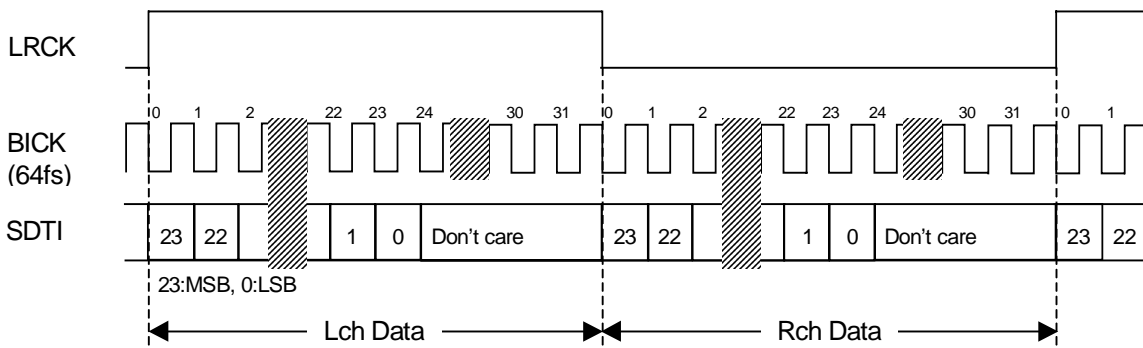 LRCK
0 1 2 22 23 24 30 31 0 1 2 22 23 24 30 31 0 1
BICK
(64fs)
SDTI 23 22 1 0 Don't care 23 22 1 0 Don't care 23 22
23:MSB, 0:LSB
Lch Data Rch Data